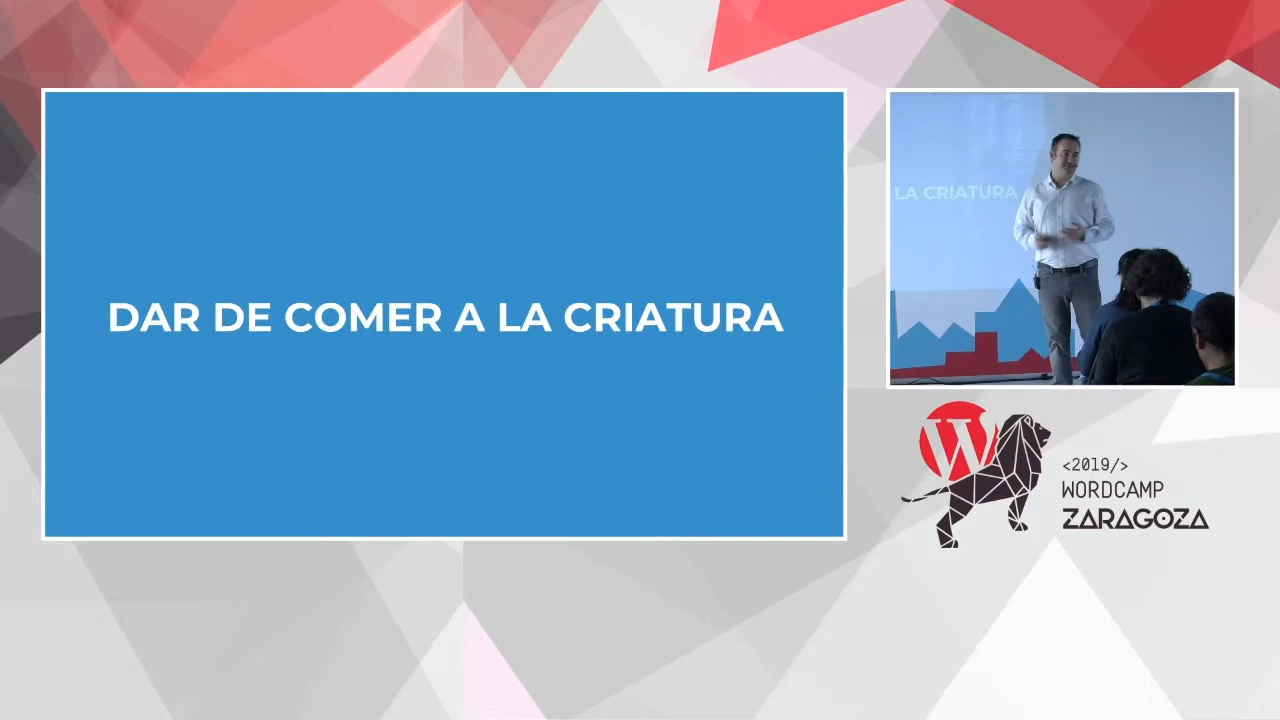 DAR DE COMER A LA CRIATURA
LA CRIATURA
W
<2019/>
WORDCAMP
ZARAGOZA